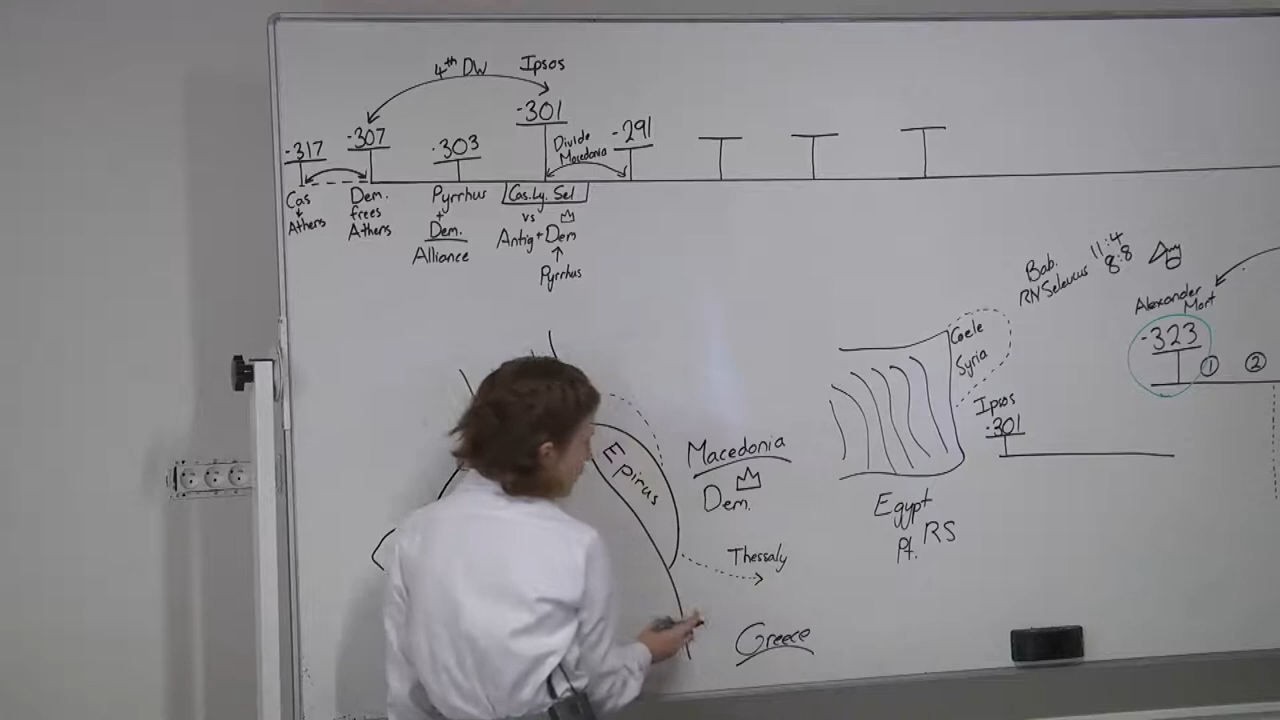 4th DW
Ipsos
-317
-307
-303
-301
Divide
Macedonia
-291
Cas
Athens
Dem.
frees
Athens
Pyrrhus
+
Dem.
Alliance
Cas. Ly. Sel
vs
Antig + Dem
Pyrrhus
Epirus
Macedonia
Dem.
Thessaly
Greece
Coele
Syria
Egypt
Pt. RS
Ipsos
-301
Bab.
RN Seleucus
11:4
8:8
Alexander
Mort
-323
① ②